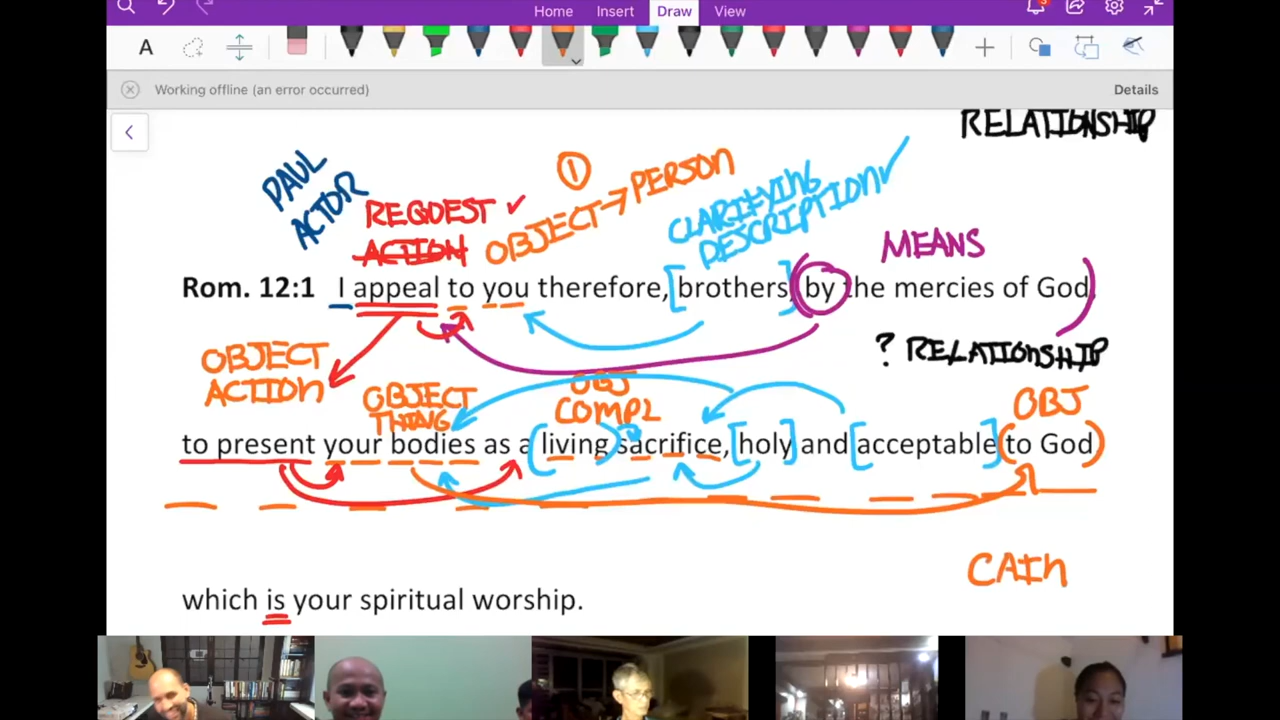 Home Insert Draw View
A
Working offline (an error occurred) Details
RELATIONSHIP
PAUL
ACTOR
①
REQUEST ✓
ACTION
OBJECT → PERSON
CLARIFYING
DESCRIPTION ✓
MEANS
Rom. 12:1 I appeal to you therefore, [brothers,] (by the mercies of God,)
? RELATIONSHIP
OBJECT
ACTION
OBJECT
THING
OBJ
COMPL
OBJ
to present your bodies as a (living) sacrifice, [holy] and [acceptable] (to God,)
CAIN
which is your spiritual worship.